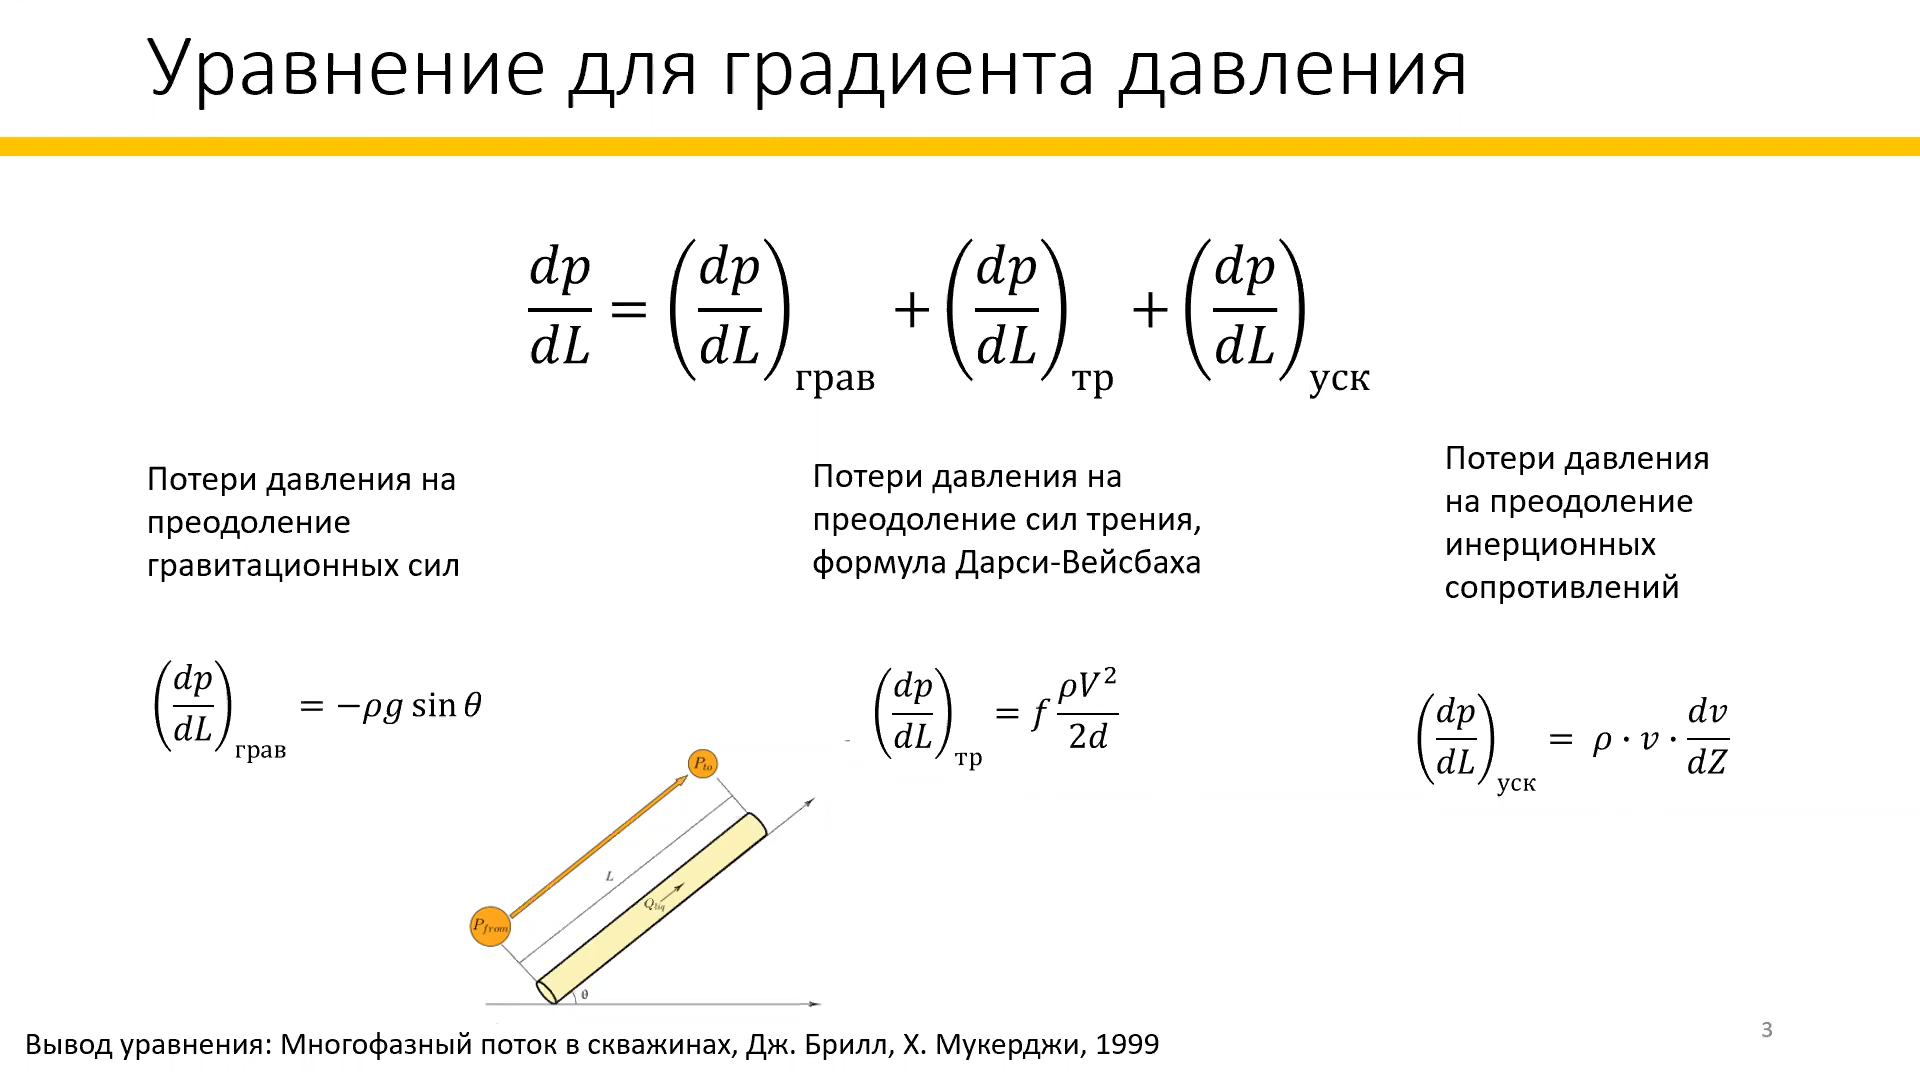 Уравнение для градиента давления
dp/dL = (dp/dL)грав + (dp/dL)тр + (dp/dL)уск
Потери давления на
преодоление
гравитационных сил
Потери давления на
преодоление сил трения,
формула Дарси-Вейсбаха
Потери давления
на преодоление
инерционных
сопротивлений
(dp/dL)грав = −ρg sin θ
(dp/dL)тр = f ρV²/2d
(dp/dL)уск = ρ · v · dv/dZ
P_to
L
Q_liq
P_from
θ
Вывод уравнения: Многофазный поток в скважинах, Дж. Брилл, Х. Мукерджи, 1999
3